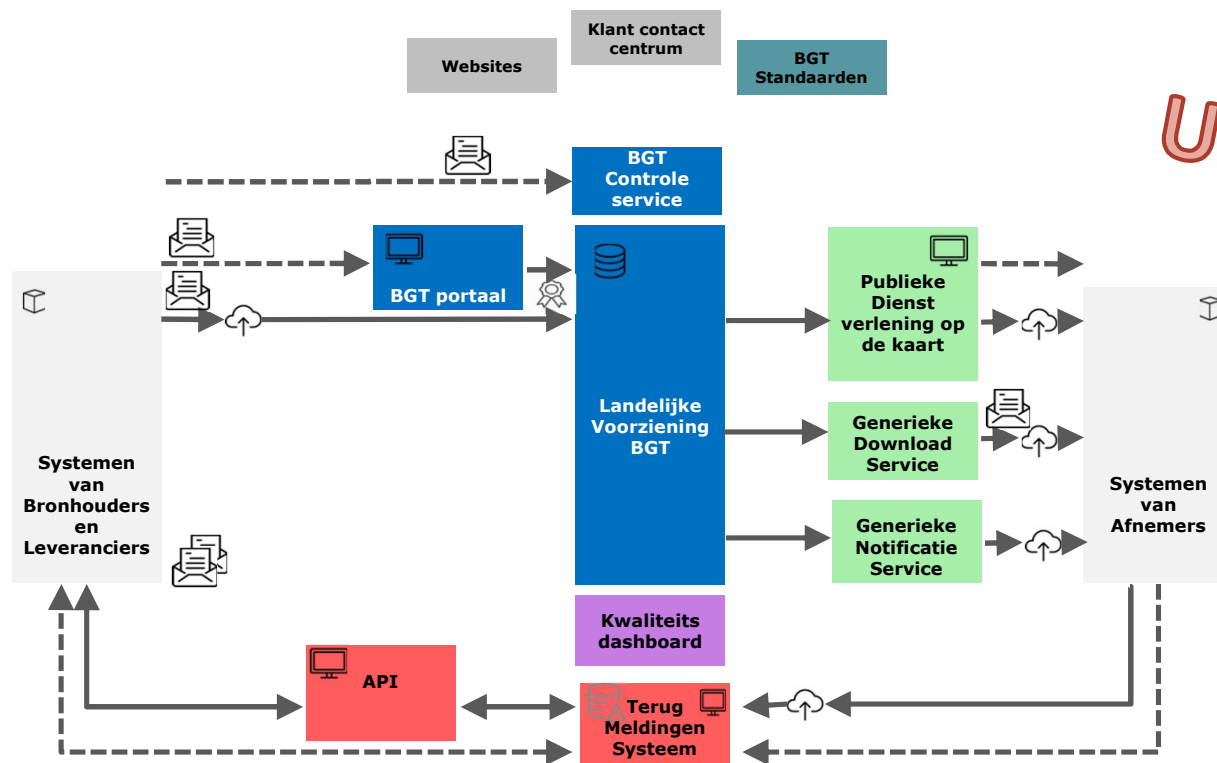 Klant contact
centrum
Websites
BGT
Standaarden
U
BGT
Controle
service
BGT portaal
Publieke
Dienst
verlening op
de kaart
Landelijke
Voorziening
BGT
Generieke
Download
Service
Systemen
van
Bronhouders
en
Leveranciers
Systemen
van
Afnemers
Generieke
Notificatie
Service
Kwaliteits
dashboard
API
Terug
Meldingen
Systeem